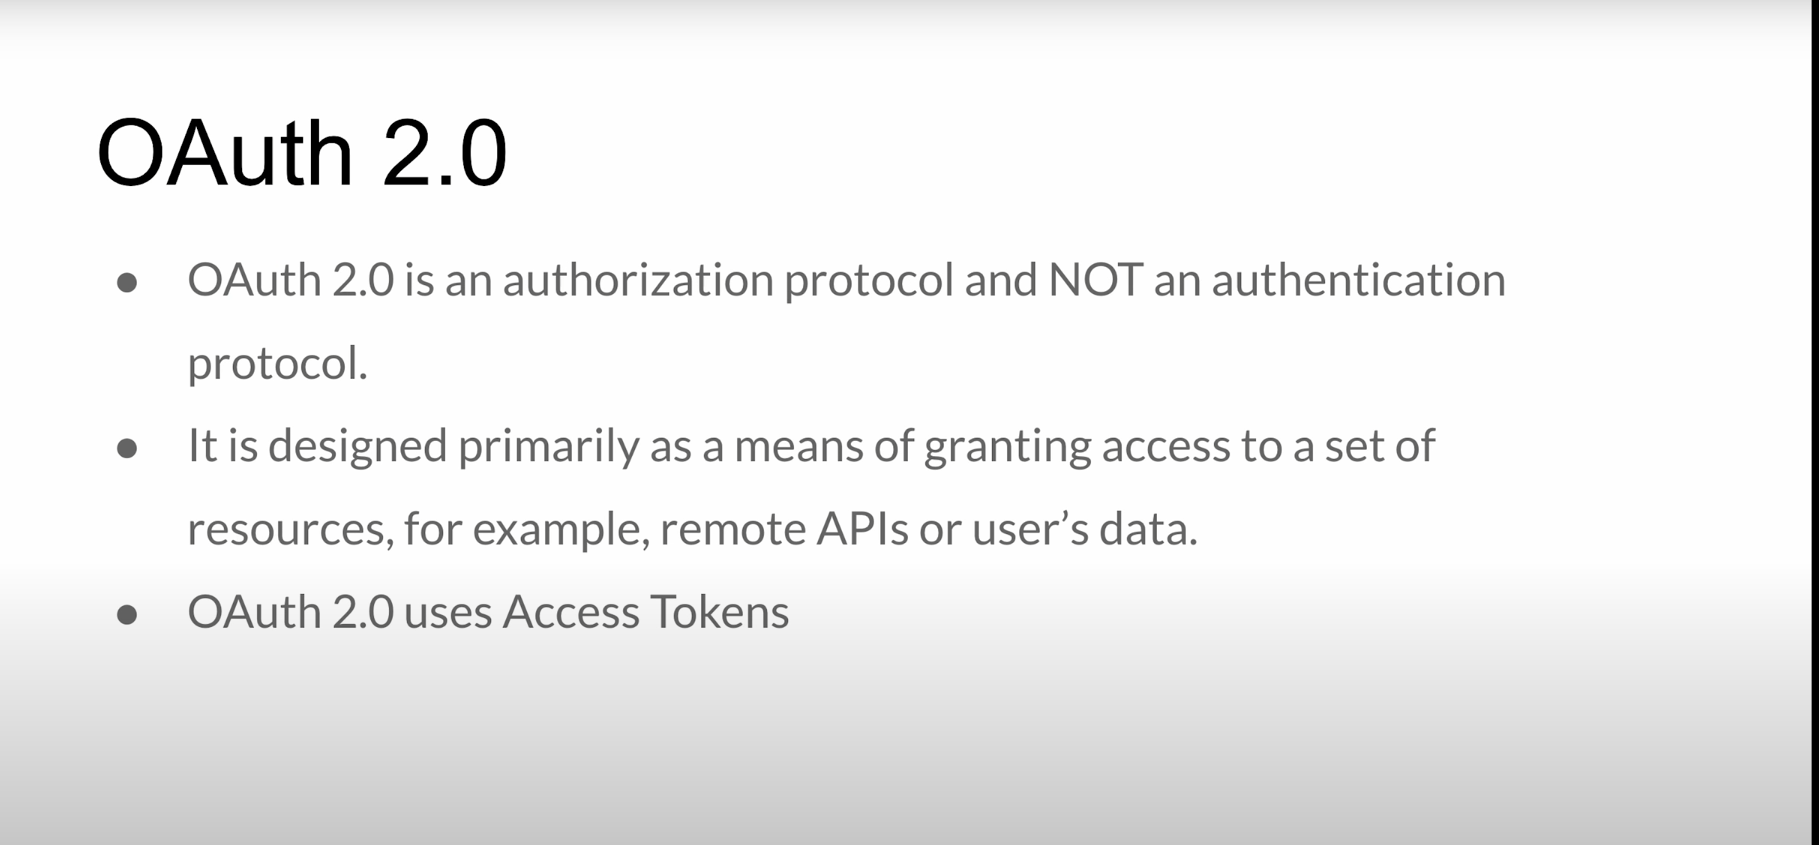 OAuth 2.0
● OAuth 2.0 is an authorization protocol and NOT an authentication
protocol.
● It is designed primarily as a means of granting access to a set of
resources, for example, remote APIs or user’s data.
● OAuth 2.0 uses Access Tokens